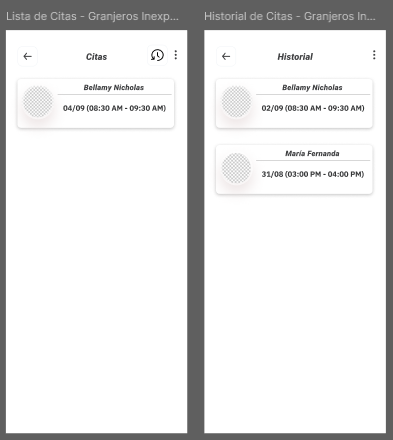 Lista de Citas - Granjeros Inexp...
Citas
Bellamy Nicholas
04/09 (08:30 AM - 09:30 AM)
Historial de Citas - Granjeros In...
Historial
Bellamy Nicholas
02/09 (08:30 AM - 09:30 AM)
María Fernanda
31/08 (03:00 PM - 04:00 PM)